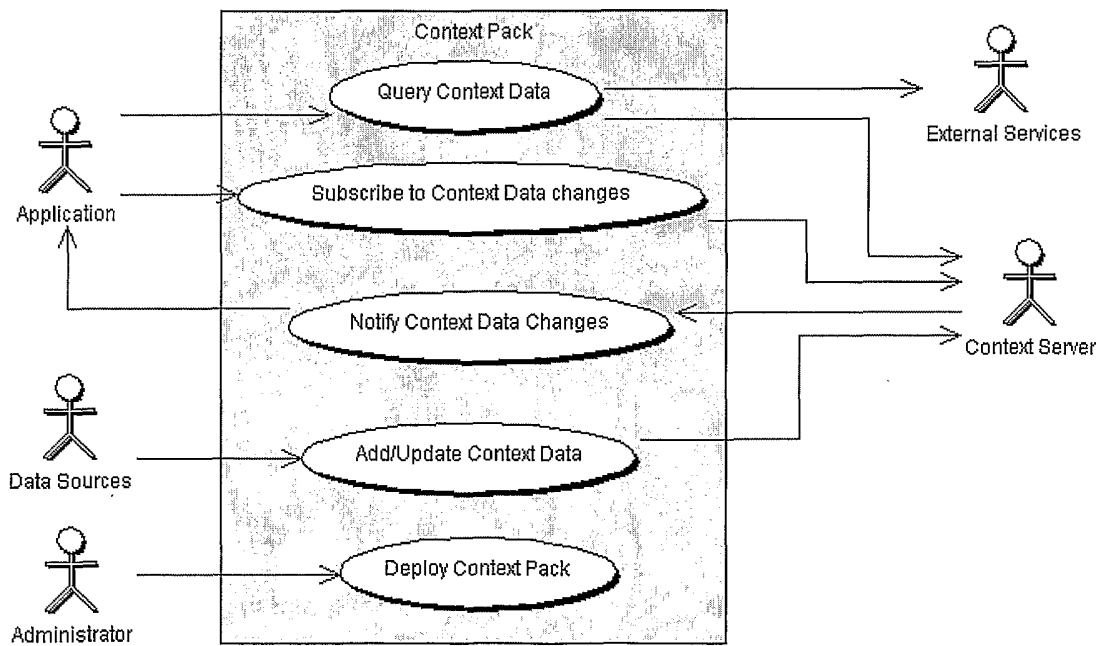 Context Pack
Query Context Data
External Services
Subscribe to Context Data changes
Application
Notify Context Data Changes
Context Server
Add/Update Context Data
Data Sources
Deploy Context Pack
Administrator